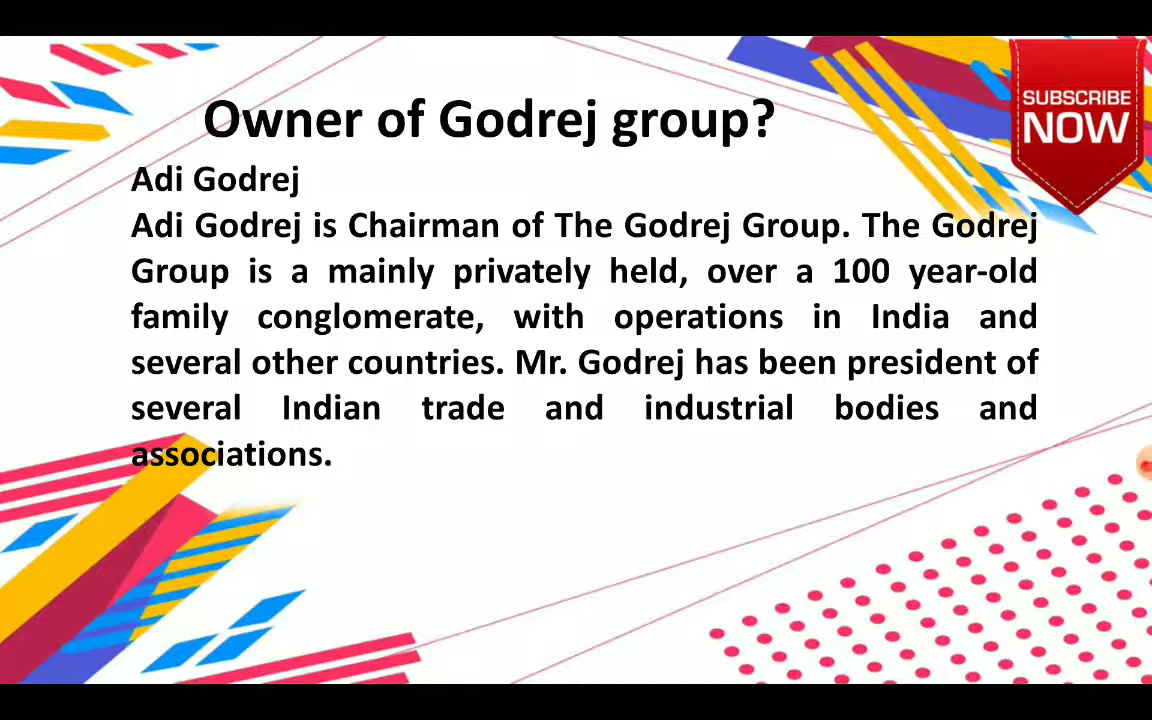 Owner of Godrej group?
SUBSCRIBE
NOW
Adi Godrej
Adi Godrej is Chairman of The Godrej Group. The Godrej
Group is a mainly privately held, over a 100 year-old
family conglomerate, with operations in India and
several other countries. Mr. Godrej has been president of
several Indian trade and industrial bodies and
associations.